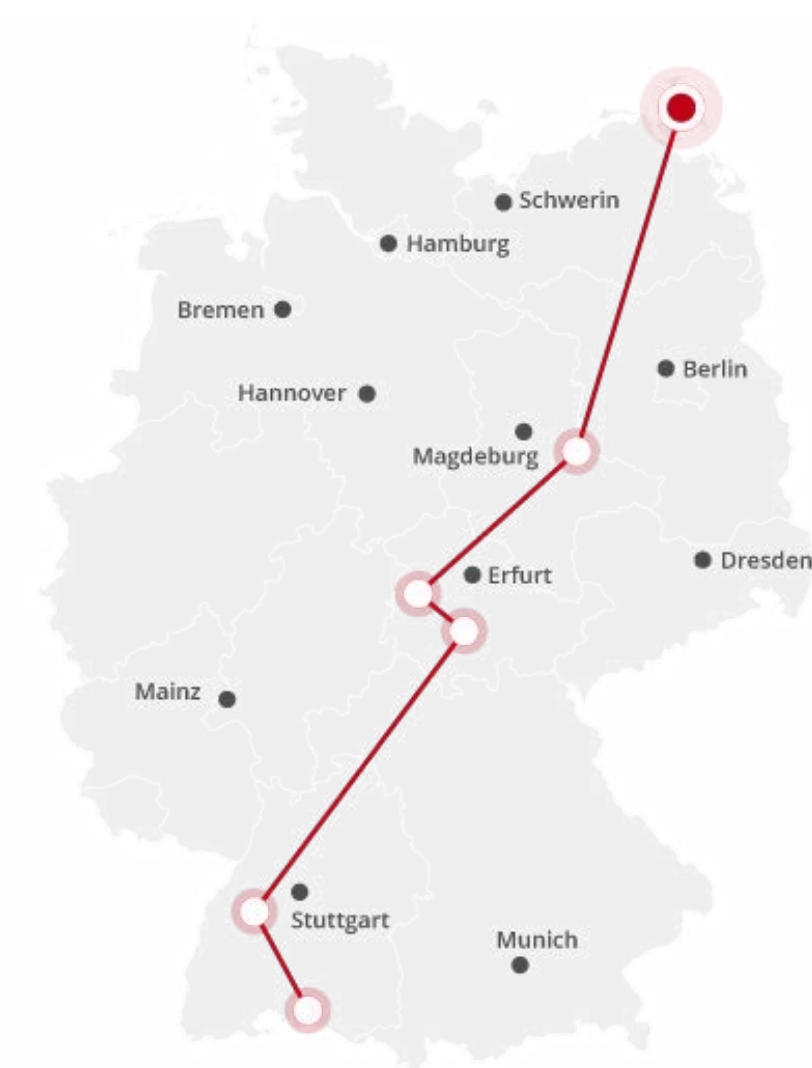 Schwerin
Hamburg
Bremen
Berlin
Hannover
Magdeburg
Dresden
Erfurt
Mainz
Stuttgart
Munich